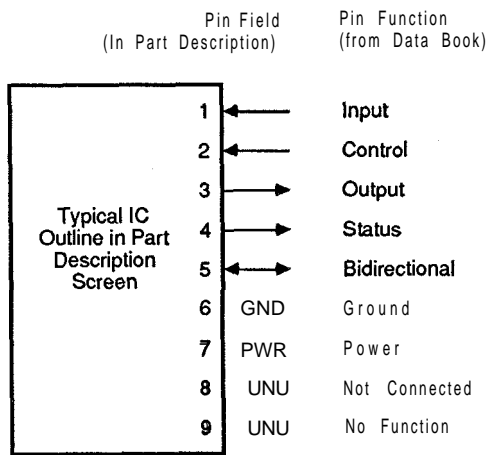 Pin Field Pin Function
(In Part Description) (from Data Book)
1 Input
2 Control
3 Output
Typical IC
Outline in Part
Description
Screen
4 Status
5 Bidirectional
6 GND Ground
7 PWR Power
8 UNU Not Connected
9 UNU No Function